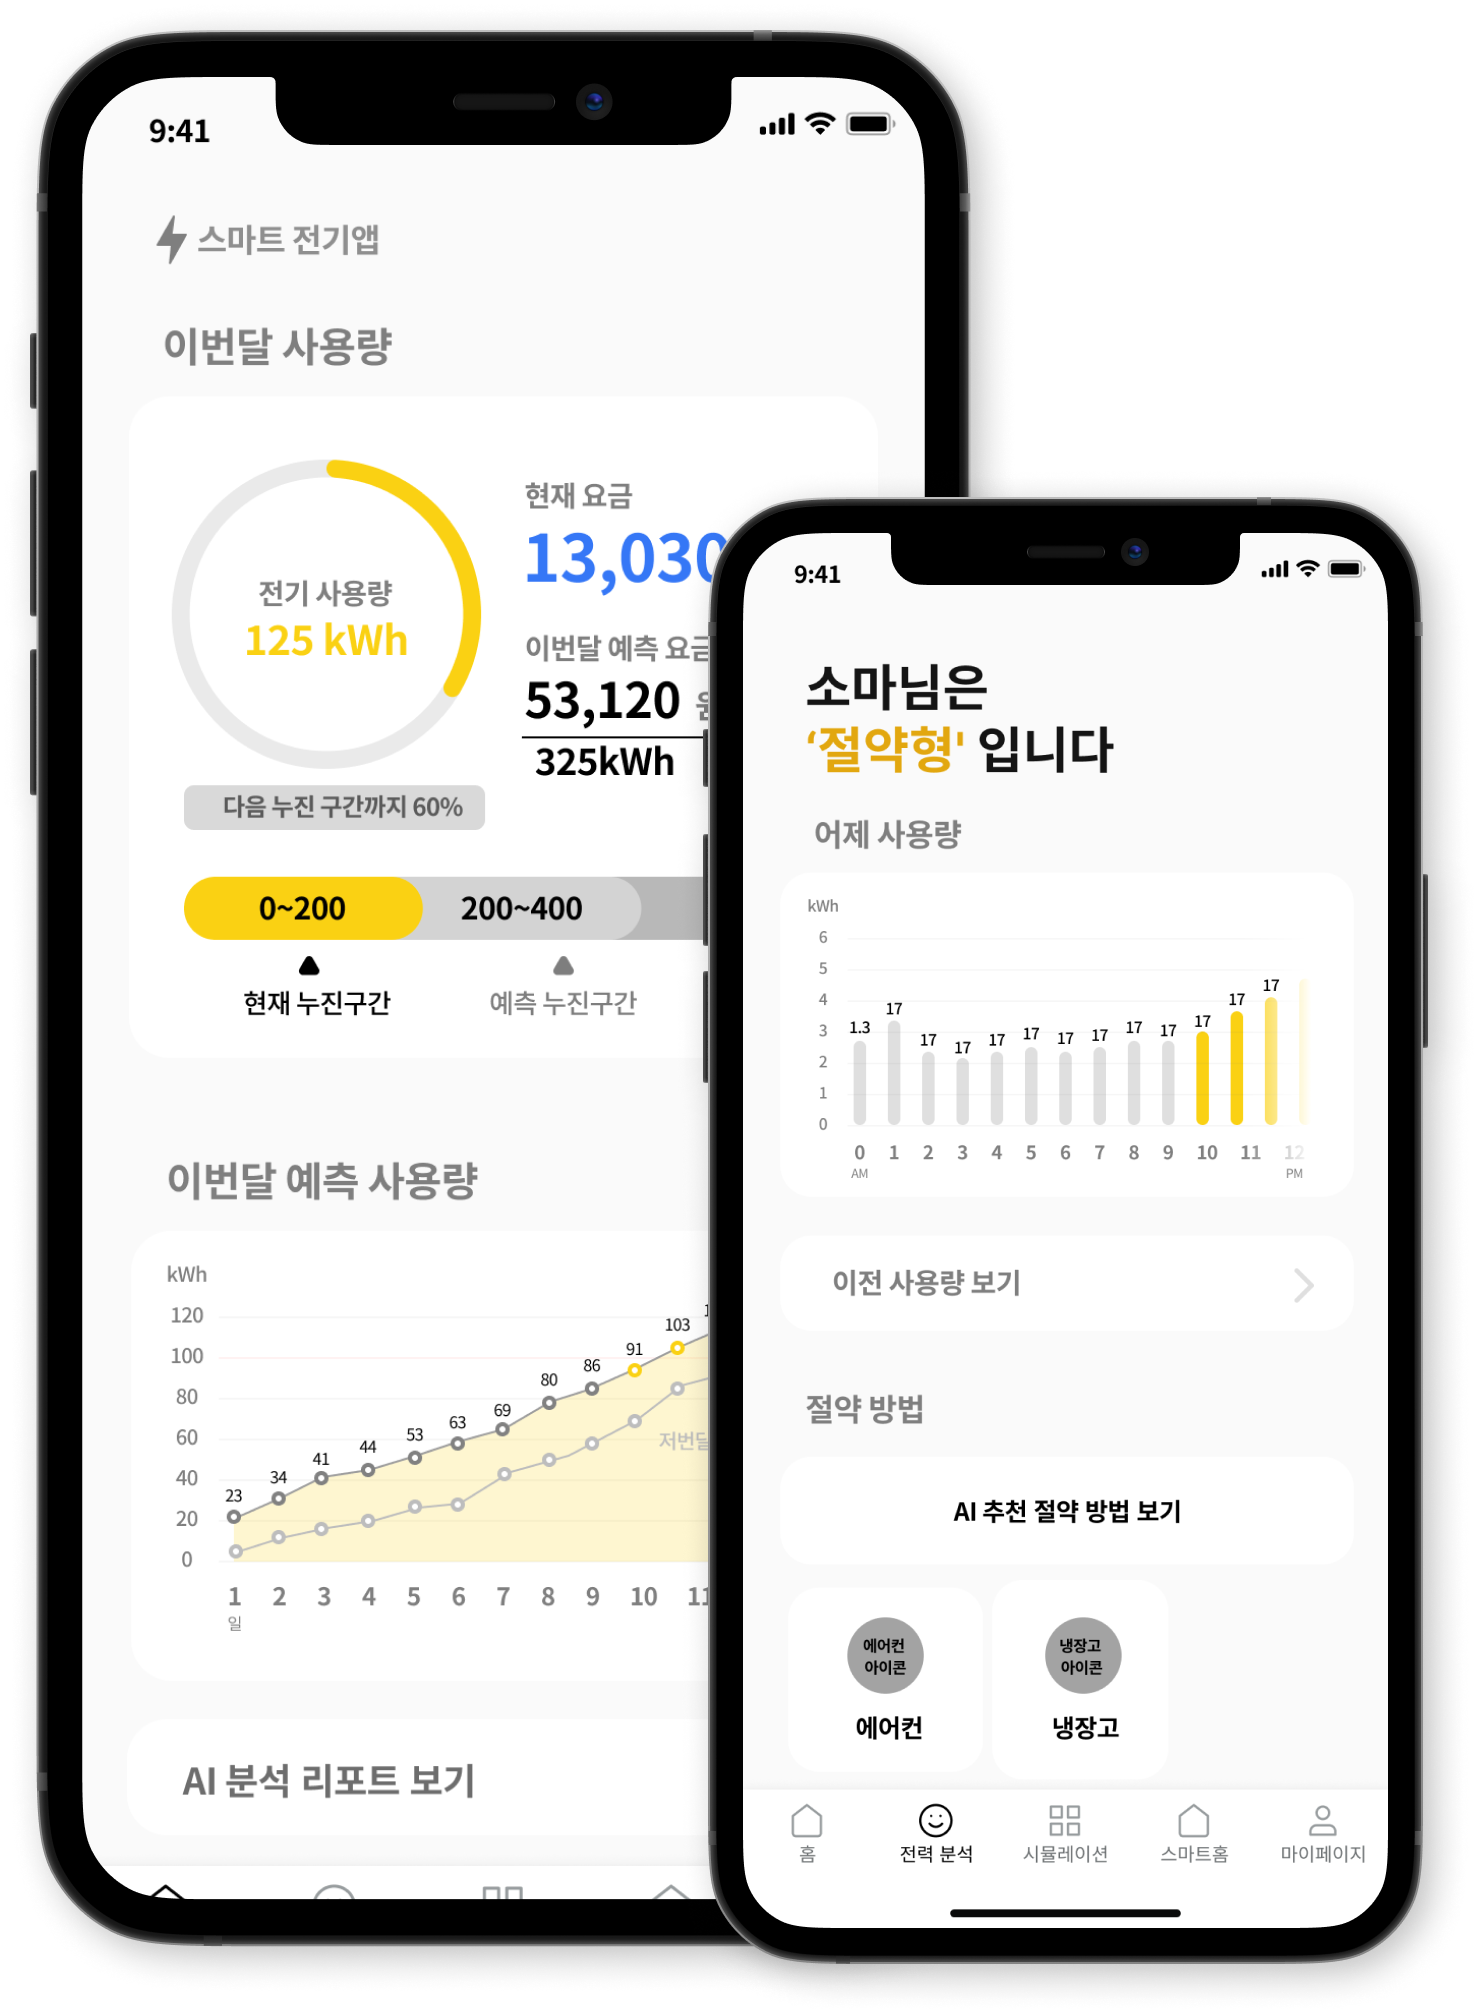 9:41
스마트 전기앱
이번달 사용량
전기 사용량
125 kWh
현재 요금
13,030
이번달 예측 요금
53,120
325kWh
다음 누진 구간까지 60%
0~200
200~400
현재 누진구간
예측 누진구간
이번달 예측 사용량
kWh
120
100
80
60
40
20
0
23
34
41
44
53
63
69
80
86
91
103
저번달
1 2 3 4 5 6 7 8 9 10 11
일
AI 분석 리포트 보기
9:41
소마님은
‘절약형' 입니다
어제 사용량
kWh
6
5
4
3
2
1
0
1.3 17 17 17 17 17 17 17 17 17 17 17 17
0 1 2 3 4 5 6 7 8 9 10 11 12
AM PM
이전 사용량 보기
절약 방법
AI 추천 절약 방법 보기
에어컨
아이콘
에어컨
냉장고
아이콘
냉장고
홈 전력 분석 시뮬레이션 스마트홈 마이페이지